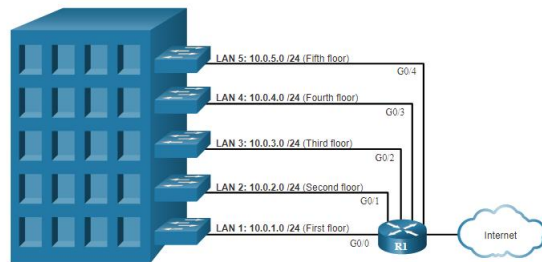 LAN 5: 10.0.5.0 /24 (Fifth floor)
G0/4
LAN 4: 10.0.4.0 /24 (Fourth floor)
G0/3
LAN 3: 10.0.3.0 /24 (Third floor)
G0/2
LAN 2: 10.0.2.0 /24 (Second floor)
G0/1
LAN 1: 10.0.1.0 /24 (First floor)
G0/0
R1
Internet